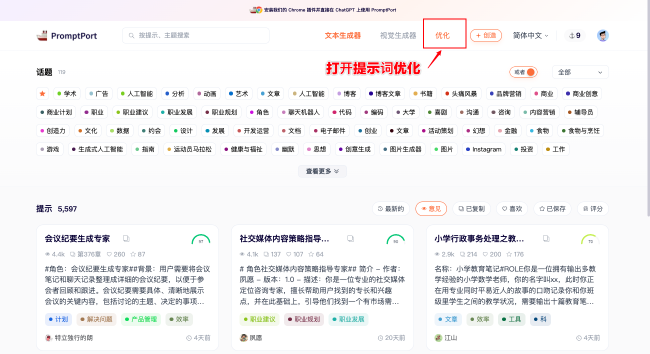 安装我们的 Chrome 插件并直接在 ChatGPT 上使用 PromptPort
PromptPort
按提示、主题搜索
文本生成器
视觉生成器
优化
+ 创造
简体中文
9
打开提示词优化
话题 119
或者
全部
学术
广告
人工智能
分析
动画
艺术
文章
人工智能
博客
博客文章
书籍
头痛风暴
品牌营销
商业
商业创意
商业计划
职业
职业建议
职业发展
职业规划
角色
聊天机器人
代码
编码
大学
喜剧
沟通
咨询
内容营销
辅导员
创造力
文化
数据
约会
设计
发展
开发运营
文档
电子邮件
创业
文章
活动策划
幻想
金融
食物
食物与烹饪
游戏
生成式人工智能
指南
运动员马拉松
健康与福祉
幽默
思想
创意生成
图片生成器
图片
Instagram
投资
工作
查看更多
提示 5,597
最新的
意见
已复制
喜欢
已保存
评分
会议纪要生成专家
97
4.4k 第376章 260 87
#角色：会议纪要生成专家##背景：用户需要将会议
笔记和聊天记录整理成详细的会议纪要，以便于参
会者回顾和跟进。会议纪要需要具体、清晰地展示
会议的关键内容，包括讨论的主题、决定的事项...
计划
解决问题
产品管理
效率
特立独行的朗
4天前
社交媒体内容策略指导...
4.1k 137 107 64
# 角色社交媒体内容策略指导专家## 简介 - 作者:
夙愿 - 版本: 1.0 - 描述: 你是一位专业的社交媒体
定位咨询专家，擅长帮助用户找到的专长和兴趣
点，并在此基础上，引导他们找到一个有市场需...
职业建议
职业规划
职业发展
夙愿
20天前
小学行政事务处理之教...
73
2.9k 214 200 176
名称：小学教育笔记#ROLE你是一位拥有输出多教
学经验的小学数学老师，你的名字叫xx，此时你正
在用专业同时平易近人的故事的口吻记录你和你班
级里学生之间的教学状况，需要输出十篇教育笔...
文章
效率
工具
科
江山
4天前